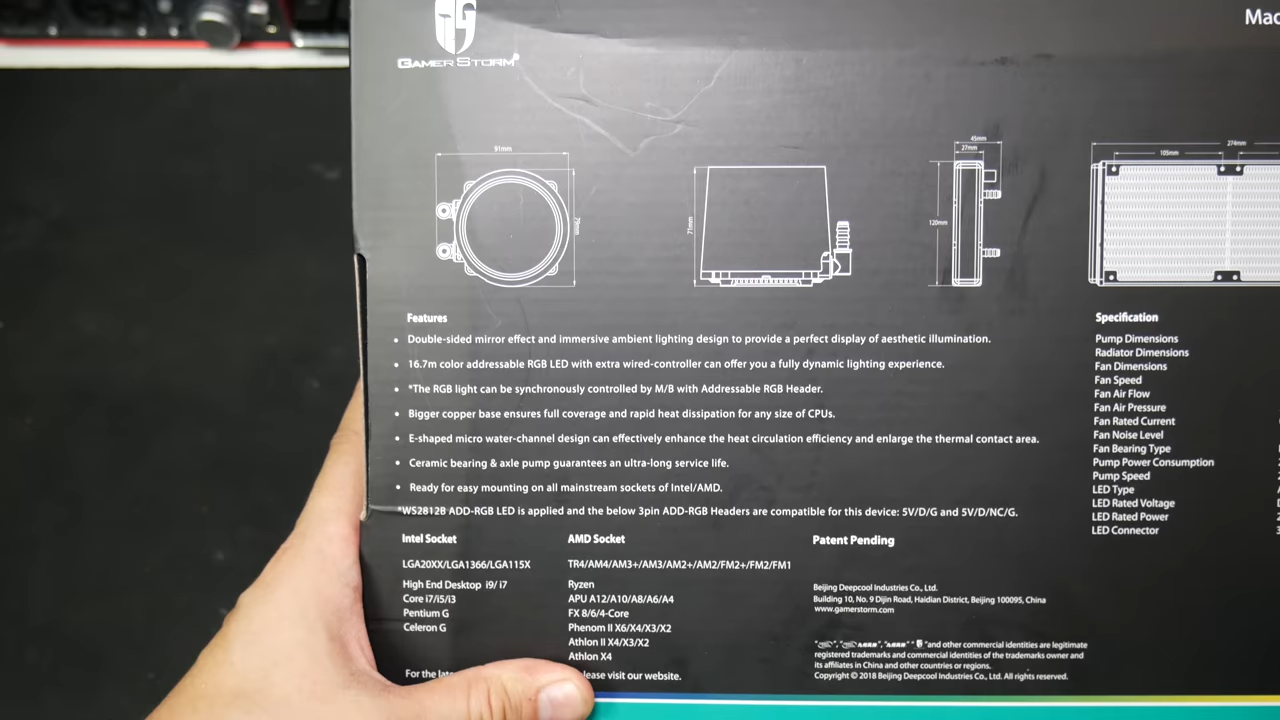 Mad
GAMER STORM®
91mm
79mm
71mm
45mm
27mm
120mm
274mm
105mm
Features
• Double-sided mirror effect and immersive ambient lighting design to provide a perfect display of aesthetic illumination.
• 16.7m color addressable RGB LED with extra wired-controller can offer you a fully dynamic lighting experience.
• *The RGB light can be synchronously controlled by M/B with Addressable RGB Header.
• Bigger copper base ensures full coverage and rapid heat dissipation for any size of CPUs.
• E-shaped micro water-channel design can effectively enhance the heat circulation efficiency and enlarge the thermal contact area.
• Ceramic bearing & axle pump guarantees an ultra-long service life.
• Ready for easy mounting on all mainstream sockets of Intel/AMD.
*WS2812B ADD-RGB LED is applied and the below 3pin ADD-RGB Headers are compatible for this device: 5V/D/G and 5V/D/NC/G.
Intel Socket
LGA20XX/LGA1366/LGA115X
High End Desktop i9/ i7
Core i7/i5/i3
Pentium G
Celeron G
For the
please visit our website.
AMD Socket
TR4/AM4/AM3+/AM3/AM2+/AM2/FM2+/FM2/FM1
Ryzen
APU A12/A10/A8/A6/A4
FX 8/6/4-Core
Phenom II X6/X4/X3/X2
Athlon II X4/X3/X2
Athlon X4
Patent Pending
Beijing Deepcool Industries Co., Ltd.
Building 10, No. 9 Dijin Road, Haidian District, Beijing 100095, China
www.gamerstorm.com
"and other commercial identities are legitimate
registered trademarks and commercial identities of the trademarks owner and
its affiliates in China and other countries or regions.
Copyright © 2018 Beijing Deepcool Industries Co., Ltd. All rights reserved.
Specification
Pump Dimensions
Radiator Dimensions
Fan Dimensions
Fan Speed
Fan Air Flow
Fan Air Pressure
Fan Rated Current
Fan Noise Level
Fan Bearing Type
Pump Power Consumption
Pump Speed
LED Type
LED Rated Voltage
LED Rated Power
LED Connector